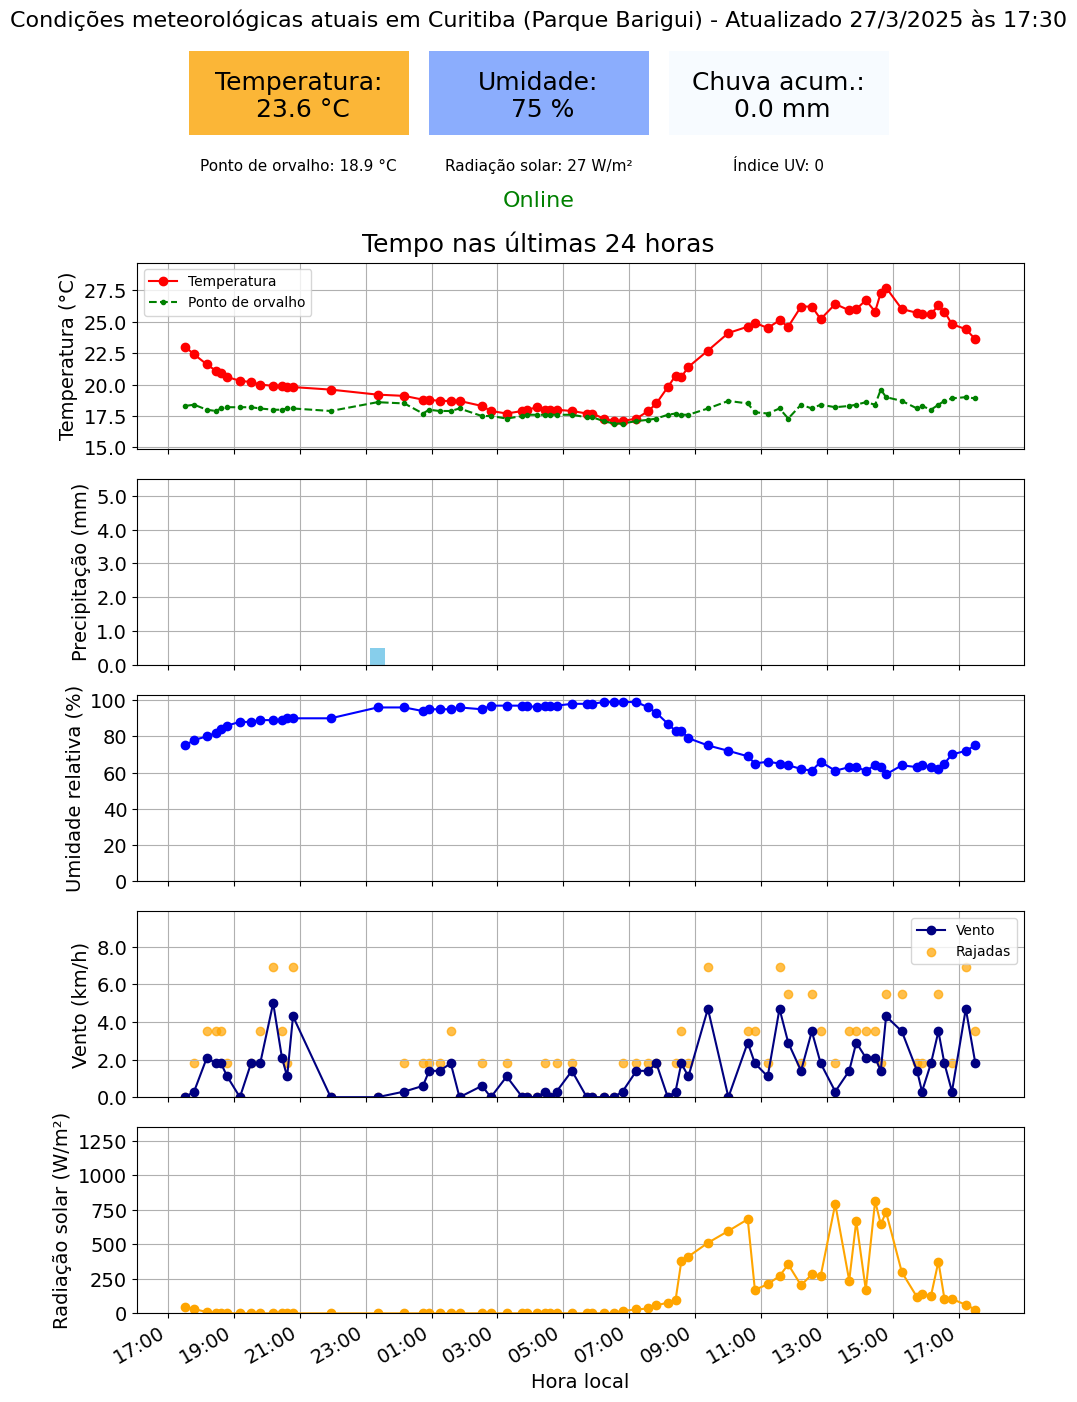 Condições meteorológicas atuais em Curitiba (Parque Barigui) - Atualizado 27/3/2025 às 17:30
Temperatura:
23.6 °C
Umidade:
75 %
Chuva acum.:
0.0 mm
Ponto de orvalho: 18.9 °C
Radiação solar: 27 W/m²
Índice UV: 0
Online
Tempo nas últimas 24 horas
Temperatura (°C)
27.5
25.0
22.5
20.0
17.5
15.0
Temperatura
Ponto de orvalho
Precipitação (mm)
5.0
4.0
3.0
2.0
1.0
0.0
Umidade relativa (%)
100
80
60
40
20
0
Vento (km/h)
8.0
6.0
4.0
2.0
0.0
Vento
Rajadas
Radiação solar (W/m²)
1250
1000
750
500
250
0
17:00
19:00
21:00
23:00
01:00
03:00
05:00
07:00
09:00
11:00
13:00
15:00
17:00
Hora local